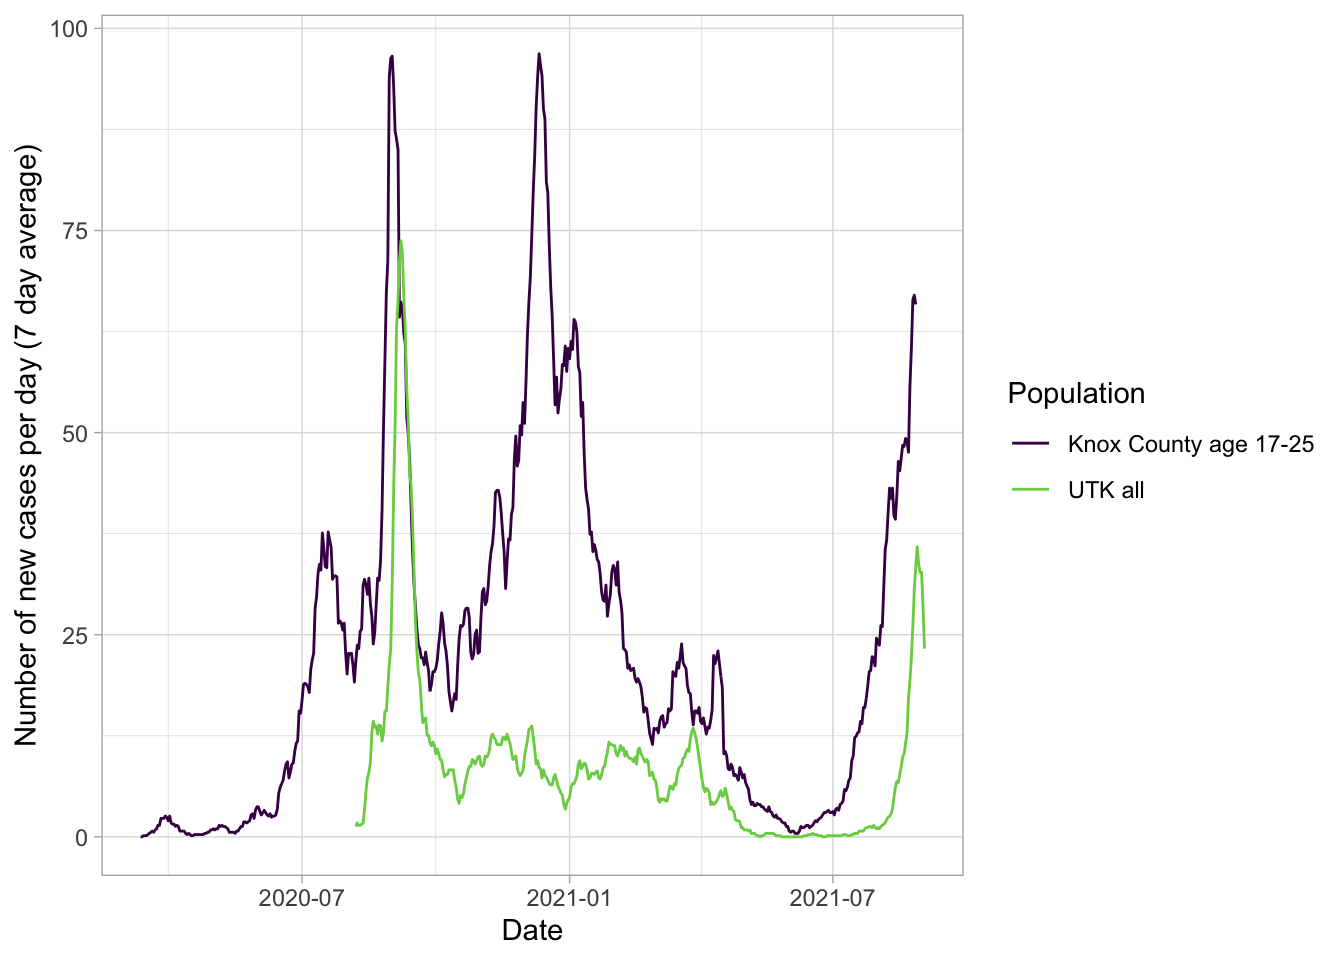 Number of new cases per day (7 day average)
100
75
50
25
0
2020-07
2021-01
2021-07
Date
Population
Knox County age 17-25
UTK all